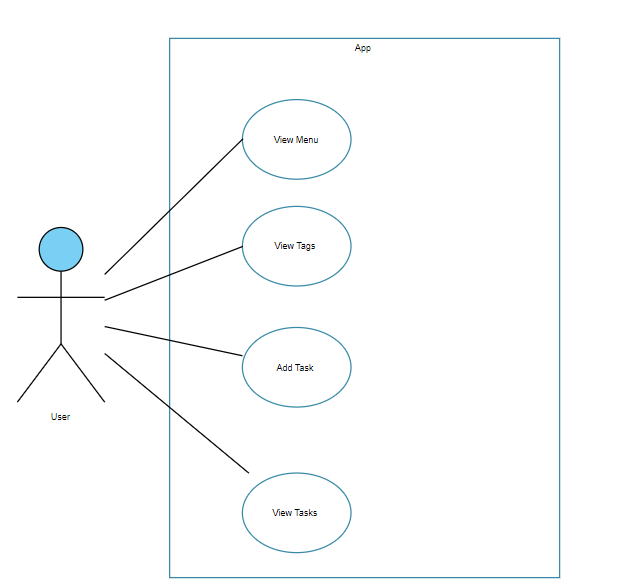 App
View Menu
View Tags
Add Task
User
View Tasks